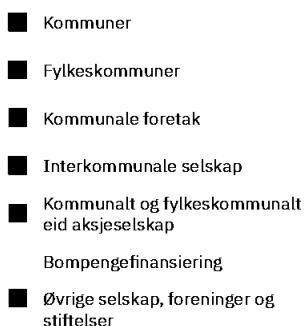 Kommuner
Fylkeskommuner
Kommunale foretak
Interkommunale selskap
Kommunalt og fylkeskommunalt
eid aksjeselskap
Bompengefinansiering
Øvrige selskap, foreninger og
stiftelser